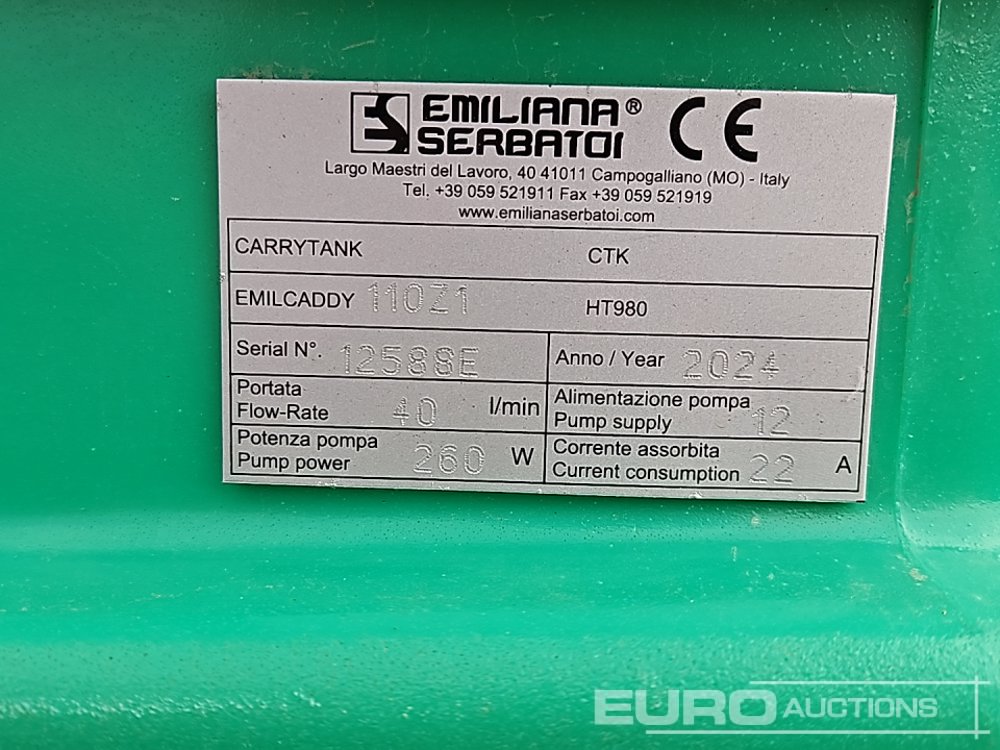 EMILIANA®
SERBATOI
CE
Largo Maestri del Lavoro, 40 41011 Campogalliano (MO) - Italy
Tel. +39 059 521911 Fax +39 059 521919
www.emilianaserbatoi.com
CARRYTANK CTK
EMILCADDY 110Z1 HT980
Serial N°. 12588E Anno / Year 2024
Portata
Flow-Rate 40 l/min
Alimentazione pompa
Pump supply 12
Potenza pompa
Pump power 260 W
Corrente assorbita
Current consumption 22 A
EURO AUCTIONS